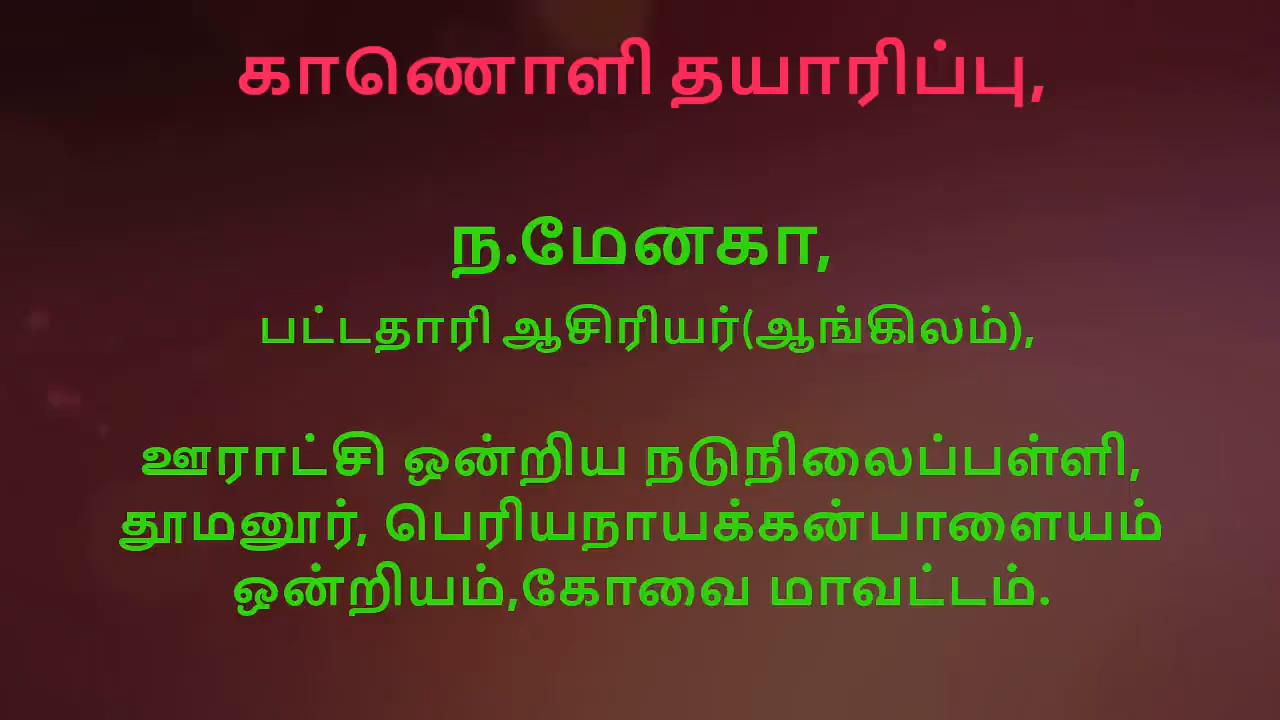 காணொளி தயாரிப்பு,
ந.மேனகா,
பட்டதாரி ஆசிரியர்(ஆங்கிலம்),
ஊராட்சி ஒன்றிய நடுநிலைப்பள்ளி,
தூமனூர், பெரியநாயக்கன்பாளையம்
ஒன்றியம்,கோவை மாவட்டம்.